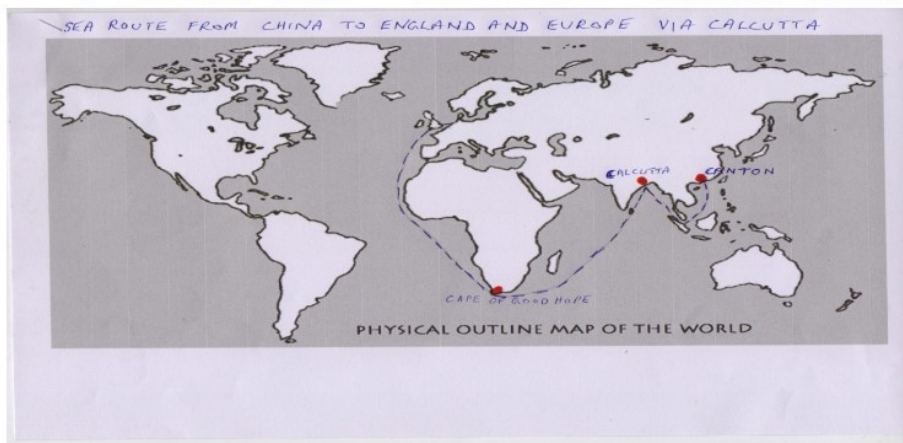 SEA ROUTE FROM CHINA TO ENGLAND AND EUROPE VIA CALCUTTA
CALCUTTA
CANTON
CAPE OF GOOD HOPE
PHYSICAL OUTLINE MAP OF THE WORLD